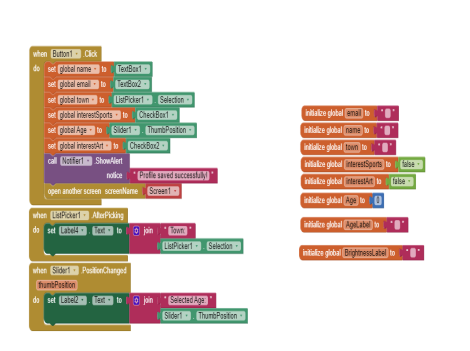 when Button1 .Click
do set global name to TextBox1
set global email to TextBox2
set global town to ListPicker1 . Selection
set global interestSports to CheckBox1
set global Age to Slider1 . ThumbPosition
set global interestArt to CheckBox2
call Notifier1 .ShowAlert
notice " Profile saved successfully! "
open another screen screenName Screen1
when ListPicker1 .AfterPicking
do set Label4 . Text to join " Town: "
ListPicker1 . Selection
when Slider1 .PositionChanged
thumbPosition
do set Label2 . Text to join " Selected Age: "
Slider1 . ThumbPosition
initialize global email to " "
initialize global name to " "
initialize global town to " "
initialize global interestSports to false
initialize global interestArt to false
initialize global Age to
initialize global AgeLabel to " "
initialize global BrightnessLabel to " "